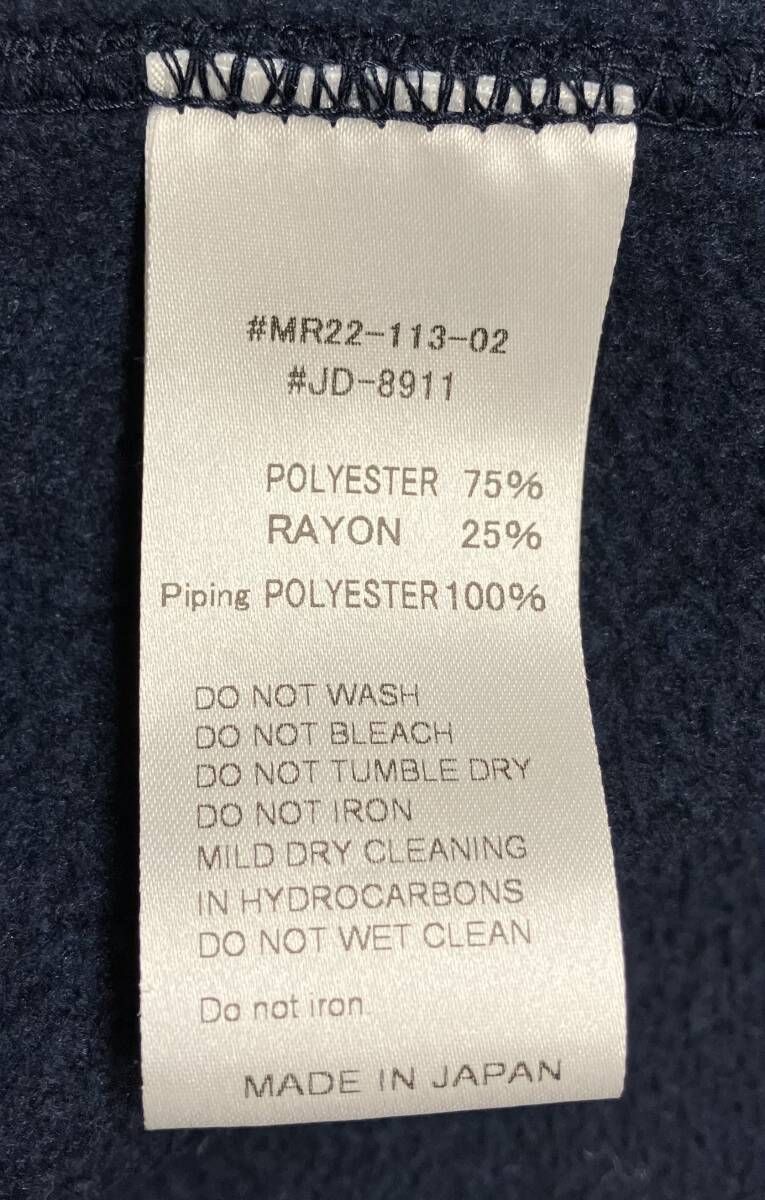 #MR22-113-02
#JD-8911
POLYESTER 75%
RAYON 25%
Piping POLYESTER 100%
DO NOT WASH
DO NOT BLEACH
DO NOT TUMBLE DRY
DO NOT IRON
MILD DRY CLEANING
IN HYDROCARBONS
DO NOT WET CLEAN
Do not iron.
MADE IN JAPAN